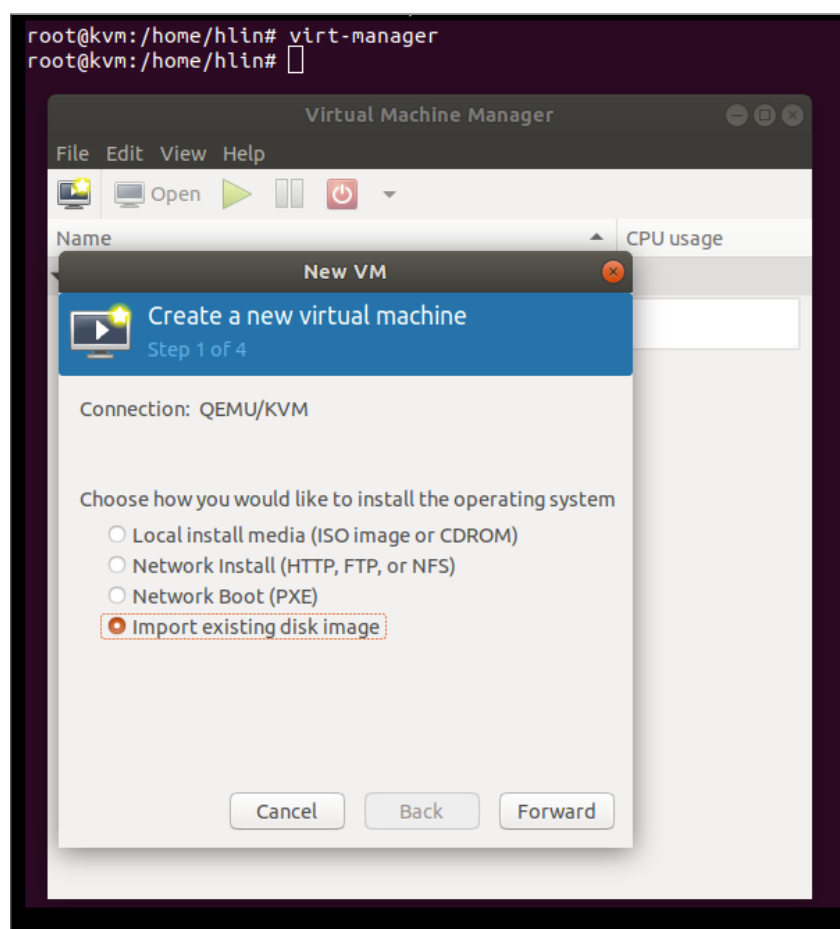 root@kvm:/home/hlin# virt-manager
root@kvm:/home/hlin#
Virtual Machine Manager
File Edit View Help
Open
Name CPU usage
New VM
Create a new virtual machine
Step 1 of 4
Connection: QEMU/KVM
Choose how you would like to install the operating system
Local install media (ISO image or CDROM)
Network Install (HTTP, FTP, or NFS)
Network Boot (PXE)
Import existing disk image
Cancel Back Forward